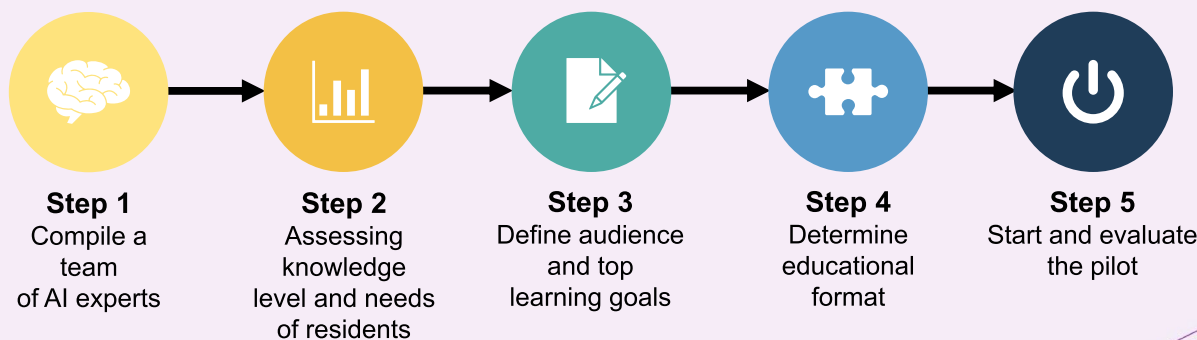 Step 1
Compile a
team
of AI experts
Step 2
Assessing
knowledge
level and needs
of residents
Step 3
Define audience
and top
learning goals
Step 4
Determine
educational
format
Step 5
Start and evaluate
the pilot